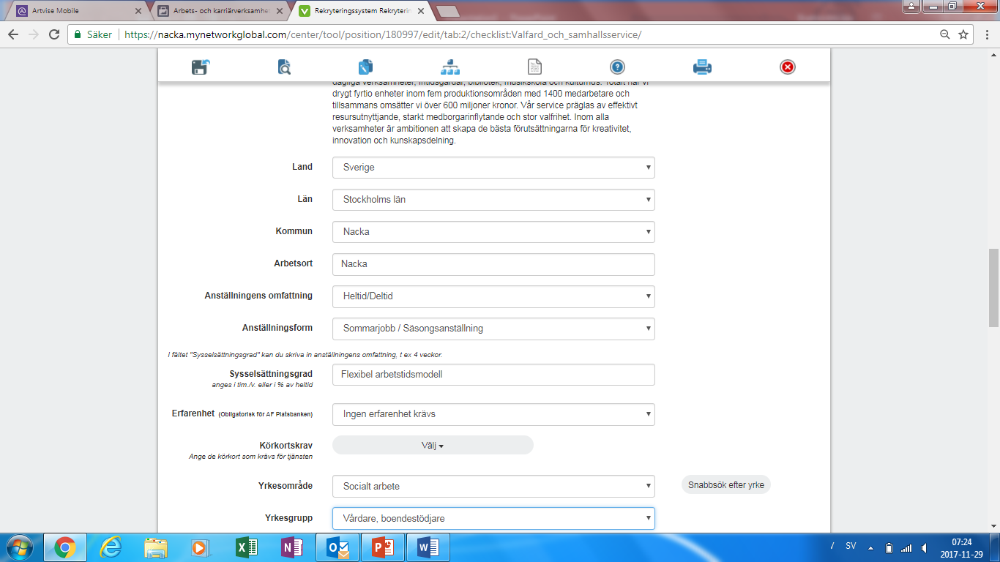 Artvise Mobile
Arbets- och karriärverksamhe
Rekryteringssystem Rekryterin
Säker
https://nacka.mynetworkglobal.com/center/tool/position/180997/edit/tab:2/checklist:Valfard_och_samhallsservice/
dagliga verksamheter, fritidsgårdar, bibliotek, musikskola och kulturhus. Totalt har vi
drygt fyrtio enheter inom fem produktionsområden med 1400 medarbetare och
tillsammans omsätter vi över 600 miljoner kronor. Vår service präglas av effektivt
resursutnyttjande, starkt medborgarinflytande och stor valfrihet. Inom alla
verksamheter är ambitionen att skapa de bästa förutsättningarna för kreativitet,
innovation och kunskapsdelning.
Land
Sverige
Län
Stockholms län
Kommun
Nacka
Arbetsort
Nacka
Anställningens omfattning
Heltid/Deltid
Anställningsform
Sommarjobb / Säsongsanställning
I fältet "Sysselsättningsgrad" kan du skriva in anställningens omfattning, t ex 4 veckor.
Sysselsättningsgrad
anges i tim./v. eller i % av heltid
Flexibel arbetstidsmodell
Erfarenhet (Obligatorisk för AF Platsbanken)
Ingen erfarenhet krävs
Körkortskrav
Ange de körkort som krävs för tjänsten
Välj
Yrkesområde
Socialt arbete
Snabbsök efter yrke
Yrkesgrupp
Vårdare, boendestödjare
SV
07:24
2017-11-29